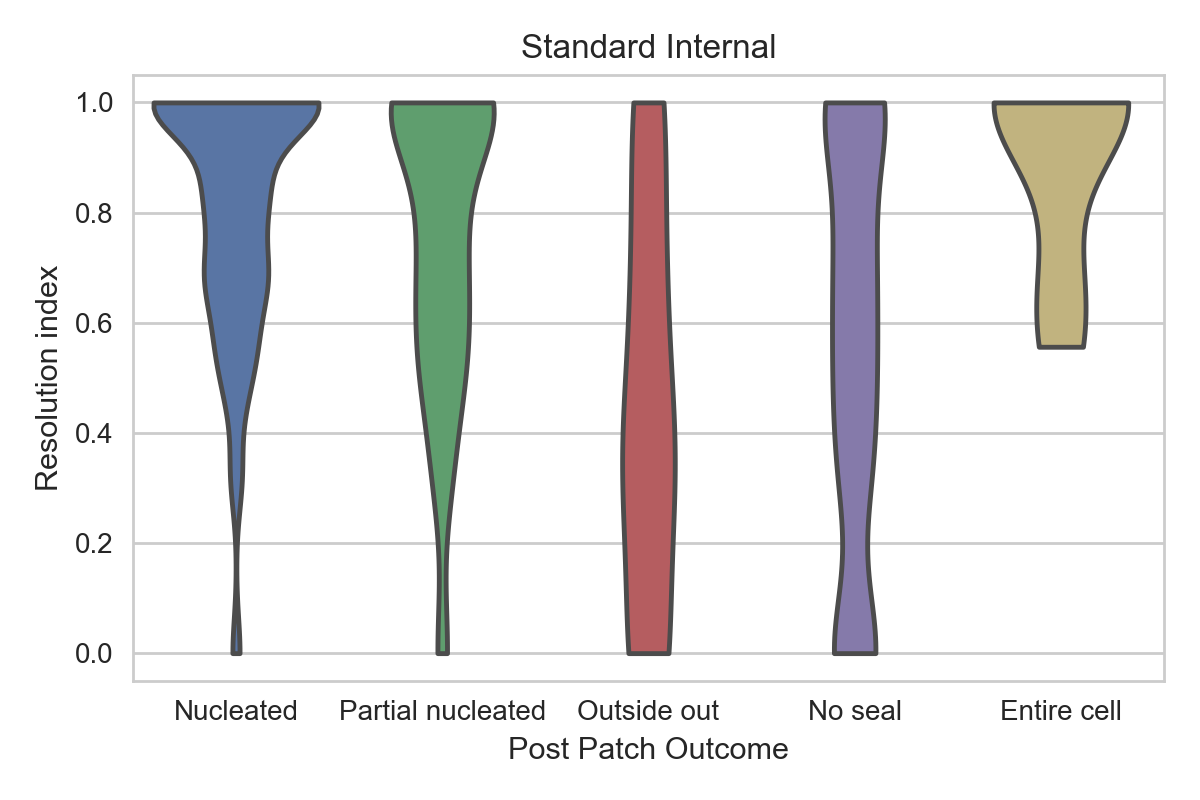 Standard Internal
1.0
0.8
0.6
0.4
0.2
0.0
Resolution index
Nucleated
Partial nucleated
Outside out
No seal
Entire cell
Post Patch Outcome